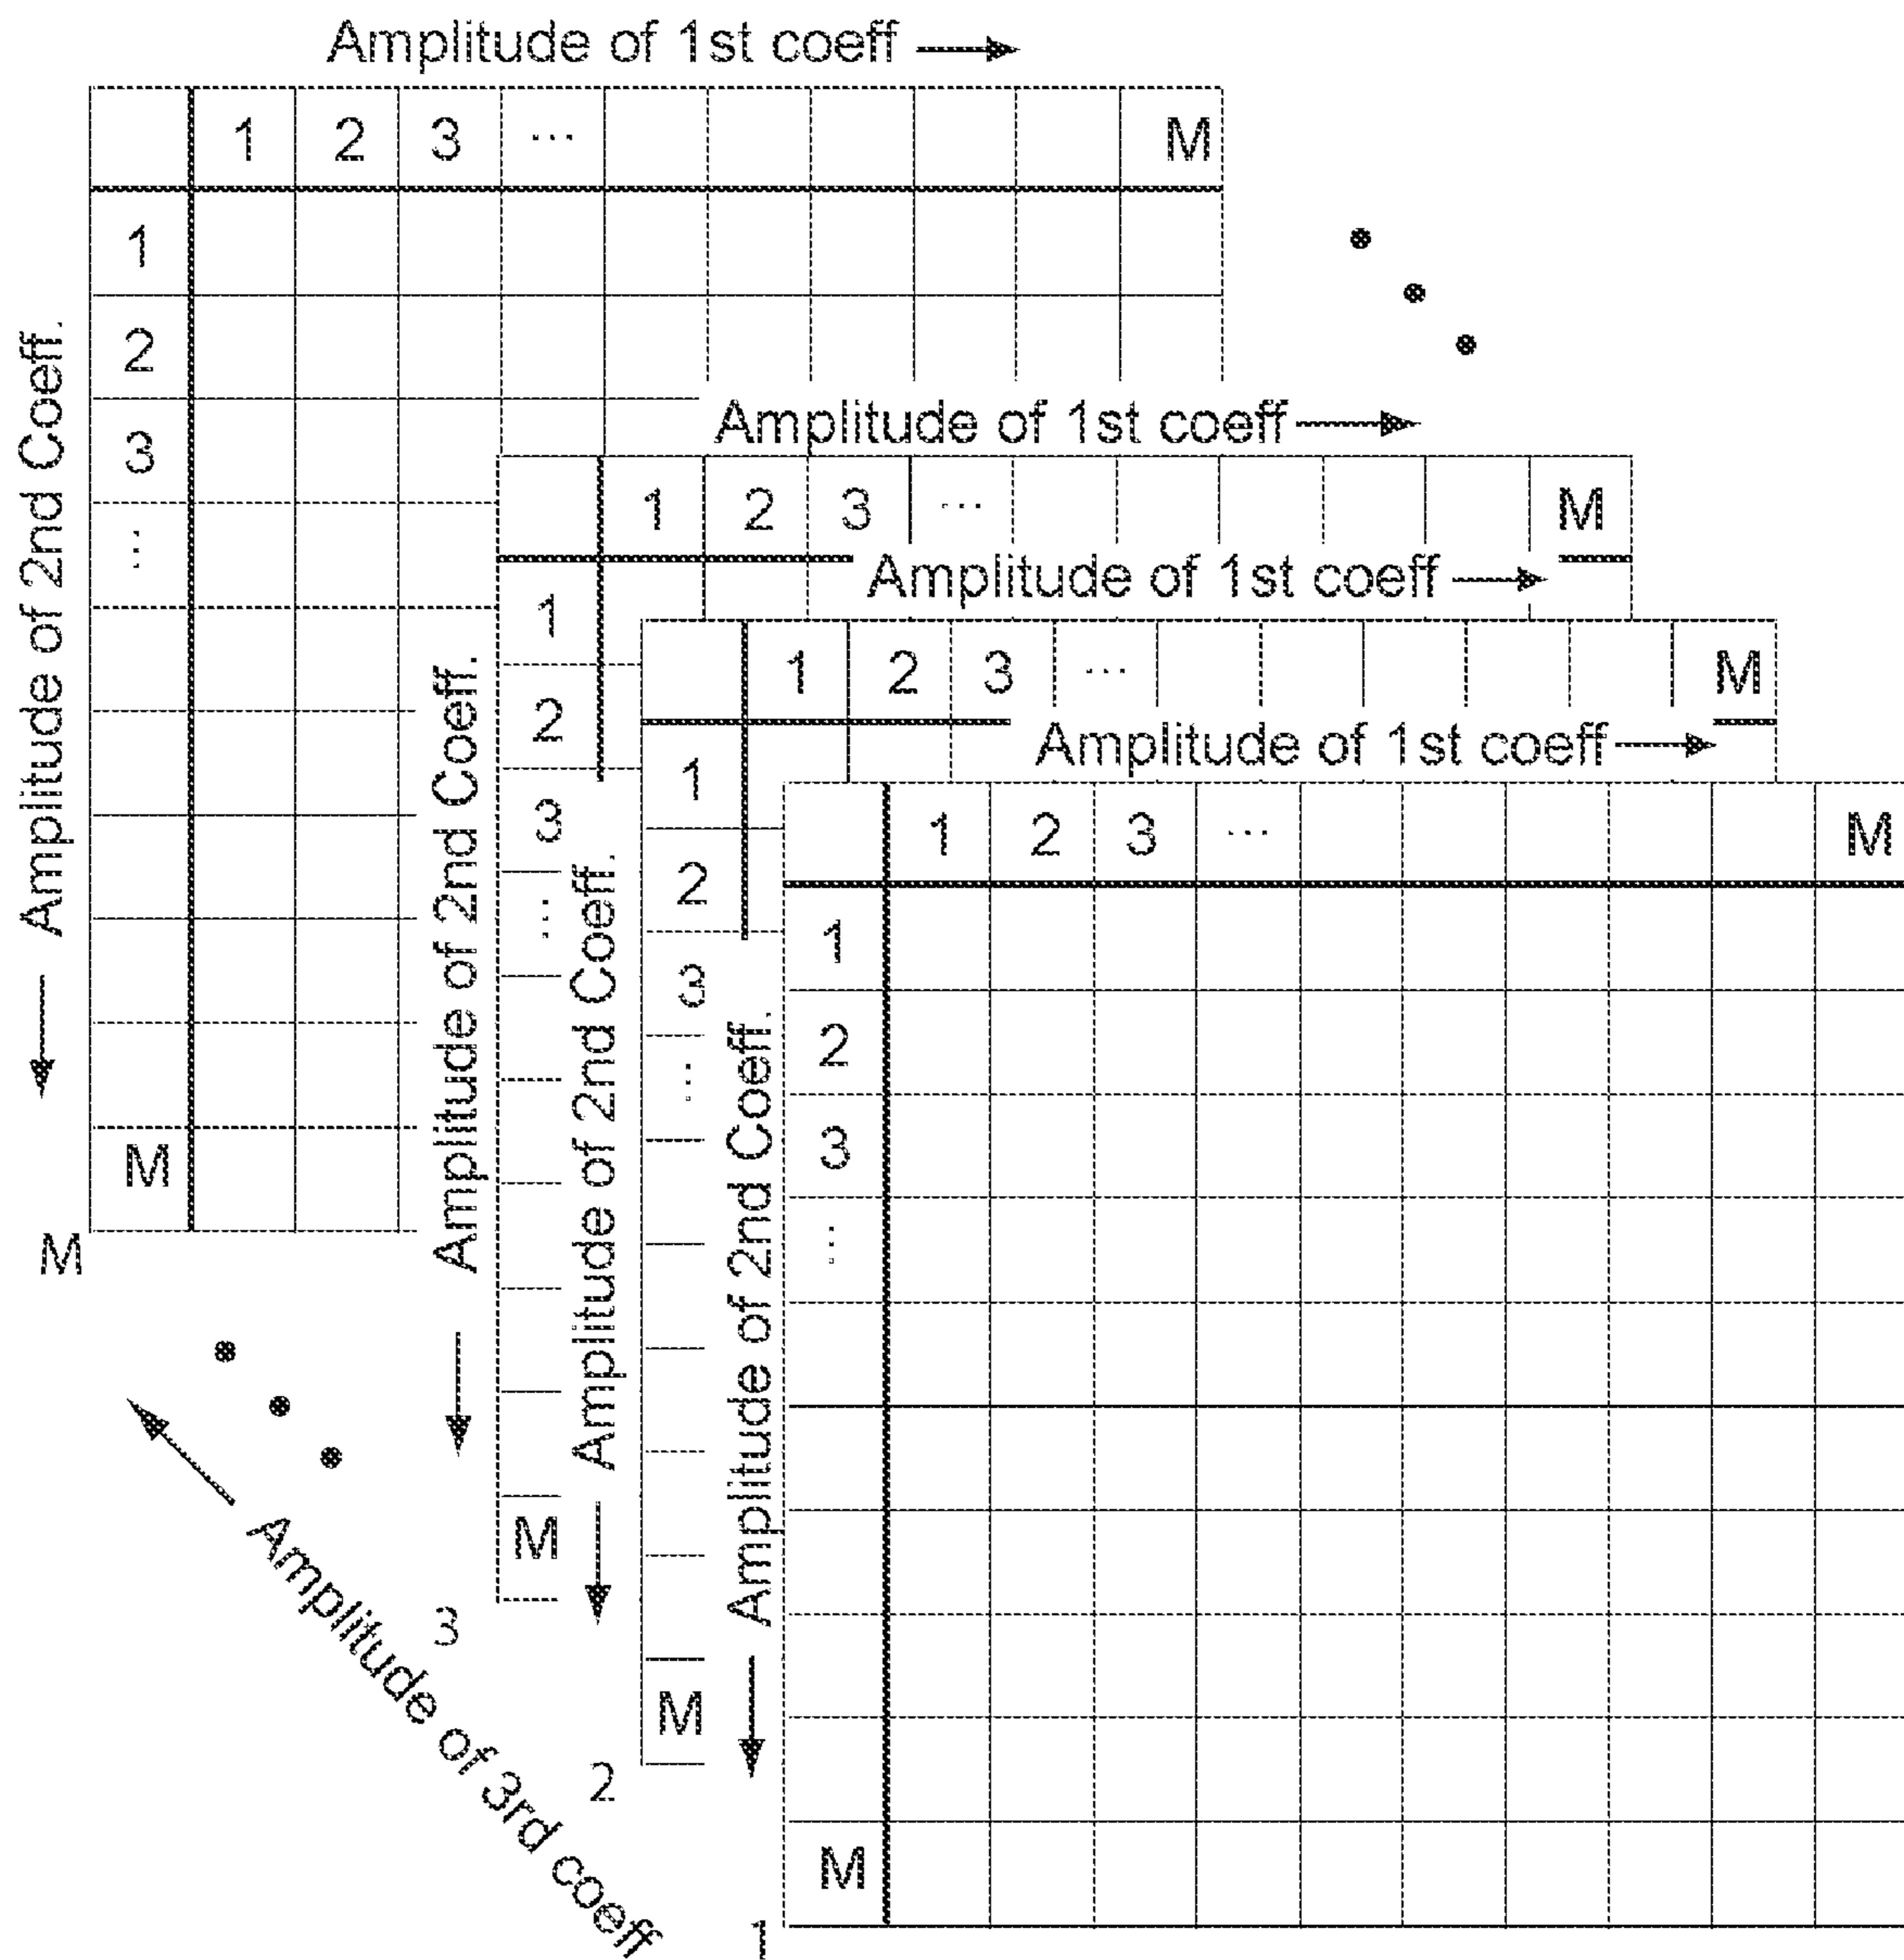 Amplitude of 1st coeff
1 2 3 ... M
Amplitude of 2nd Coeff.
1
2
3
...
M
M
Amplitude of 1st coeff
1 2 3 ... M
Amplitude of 2nd Coeff.
1
2
3
...
M
3
Amplitude of 1st coeff
1 2 3 ... M
Amplitude of 2nd Coeff.
1
2
3
...
M
2
Amplitude of 1st coeff
1 2 3 ... M
Amplitude of 2nd Coeff.
1
2
3
...
M
1
Amplitude of 3rd coeff